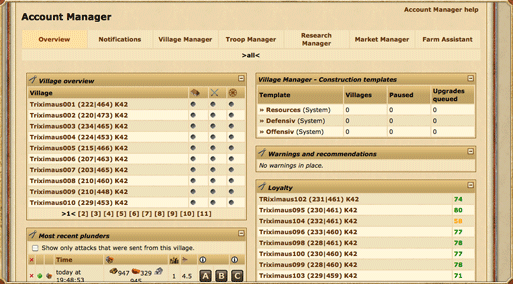 Account Manager
Account Manager help
Overview
Notifications
Village Manager
Troop Manager
Research Manager
Market Manager
Farm Assistant
>all<
Village overview
Village
Triximaus001 (222|464) K42
Triximaus002 (220|473) K42
Triximaus003 (234|465) K42
Triximaus004 (224|453) K42
Triximaus005 (215|466) K42
Triximaus006 (207|463) K42
Triximaus007 (203|465) K42
Triximaus008 (210|460) K42
Triximaus009 (210|448) K42
Triximaus010 (229|453) K42
>1< [2] [3] [4] [5] [6] [7] [8] [9] [10] [11]
Most recent plunders
Show only attacks that were sent from this village.
Time
today at 19:48:53
947 329 945
1
4.5
A B C
Village Manager - Construction templates
Template Villages Paused Upgrades queued
» Resources (System) 0 0 0
» Defensiv (System) 0 0 0
» Offensiv (System) 0 0 0
Warnings and recommendations
No warnings in place.
Loyalty
TRiximaus102 (231|461) K42 74
Triximaus095 (230|461) K42 80
Triximaus104 (232|461) K42 58
Triximaus096 (230|460) K42 77
Triximaus098 (228|461) K42 78
Triximaus100 (233|460) K42 77
Triximaus099 (230|460) K42 78
Triximaus103 (229|459) K42 71